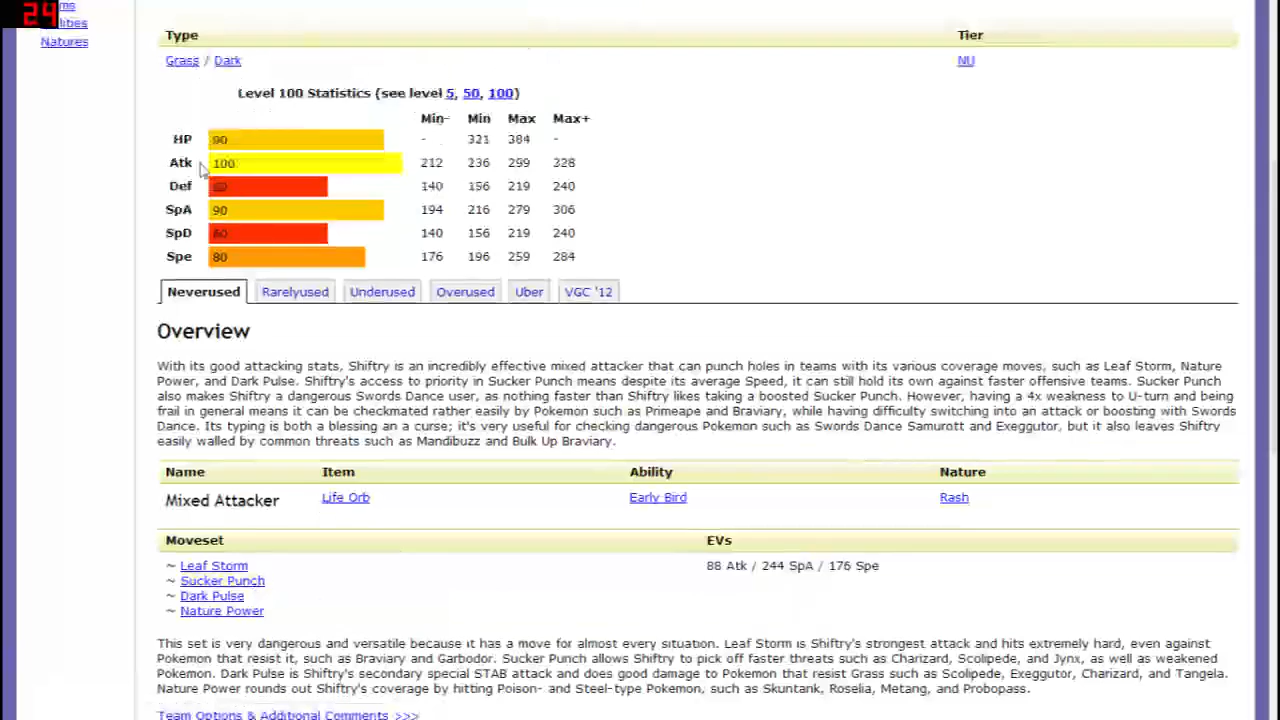 24
ms
lities
Natures
Type Tier
Grass / Dark NU
Level 100 Statistics (see level 5, 50, 100)
Min- Min Max Max+
HP 90 - 321 384 -
Atk 100 212 236 299 328
Def 60 140 156 219 240
SpA 90 194 216 279 306
SpD 60 140 156 219 240
Spe 80 176 196 259 284
Neverused Rarelyused Underused Overused Uber VGC '12
Overview
With its good attacking stats, Shiftry is an incredibly effective mixed attacker that can punch holes in teams with its various coverage moves, such as Leaf Storm, Nature
Power, and Dark Pulse. Shiftry's access to priority in Sucker Punch means despite its average Speed, it can still hold its own against faster offensive teams. Sucker Punch
also makes Shiftry a dangerous Swords Dance user, as nothing faster than Shiftry likes taking a boosted Sucker Punch. However, having a 4x weakness to U-turn and being
frail in general means it can be checkmated rather easily by Pokemon such as Primeape and Braviary, while having difficulty switching into an attack or boosting with Swords
Dance. Its typing is both a blessing an a curse; it's very useful for checking dangerous Pokemon such as Swords Dance Samurott and Exeggutor, but it also leaves Shiftry
easily walled by common threats such as Mandibuzz and Bulk Up Braviary.
Name Item Ability Nature
Mixed Attacker Life Orb Early Bird Rash
Moveset EVs
~ Leaf Storm 88 Atk / 244 SpA / 176 Spe
~ Sucker Punch
~ Dark Pulse
~ Nature Power
This set is very dangerous and versatile because it has a move for almost every situation. Leaf Storm is Shiftry's strongest attack and hits extremely hard, even against
Pokemon that resist it, such as Braviary and Garbodor. Sucker Punch allows Shiftry to pick off faster threats such as Charizard, Scolipede, and Jynx, as well as weakened
Pokemon. Dark Pulse is Shiftry's secondary special STAB attack and does good damage to Pokemon that resist Grass such as Scolipede, Exeggutor, Charizard, and Tangela.
Nature Power rounds out Shiftry's coverage by hitting Poison- and Steel-type Pokemon, such as Skuntank, Roselia, Metang, and Probopass.
Team Options & Additional Comments >>>